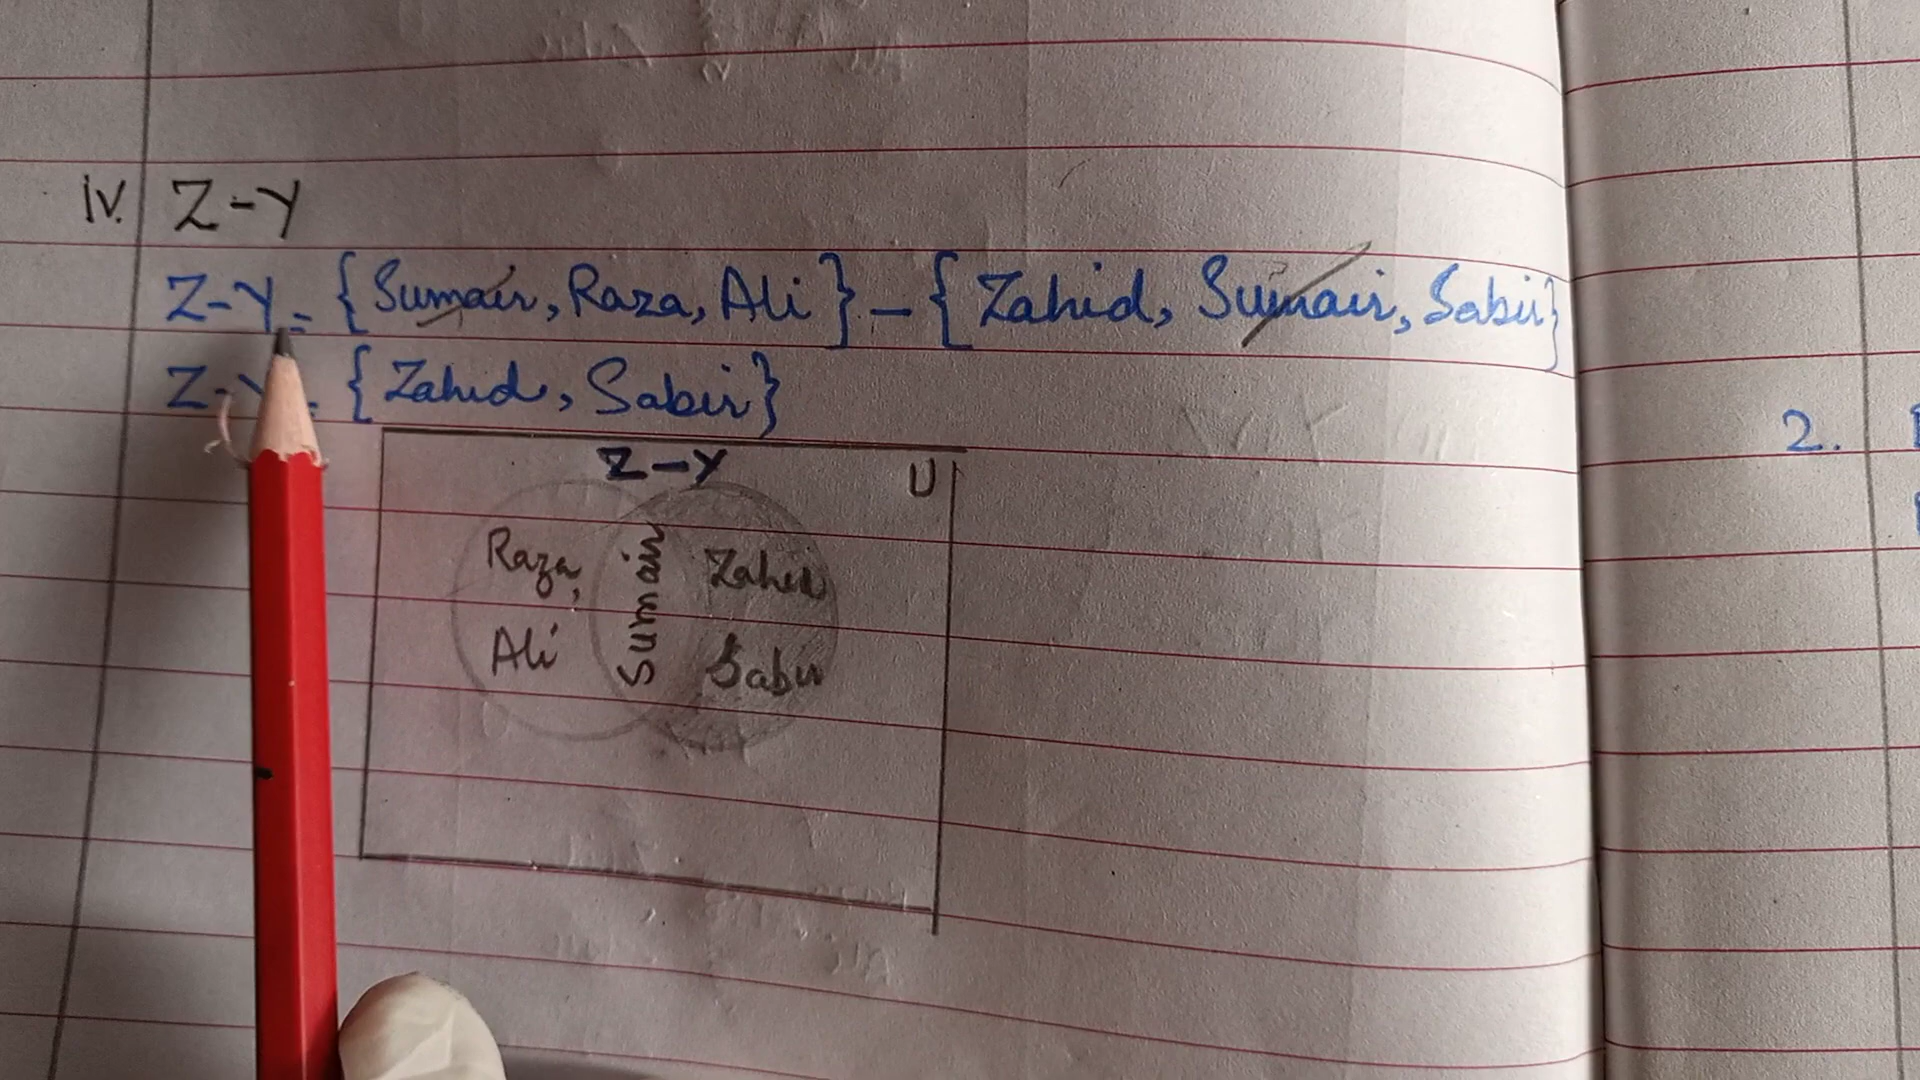 iv. Z-Y
Z-Y = {Sumair, Raza, Ali} - {Zahid, Sumair, Sabir}
Z-Y = {Zahid, Sabir}
Z-Y
U
Raza, Sumair Zahid
Ali Sabir
2.